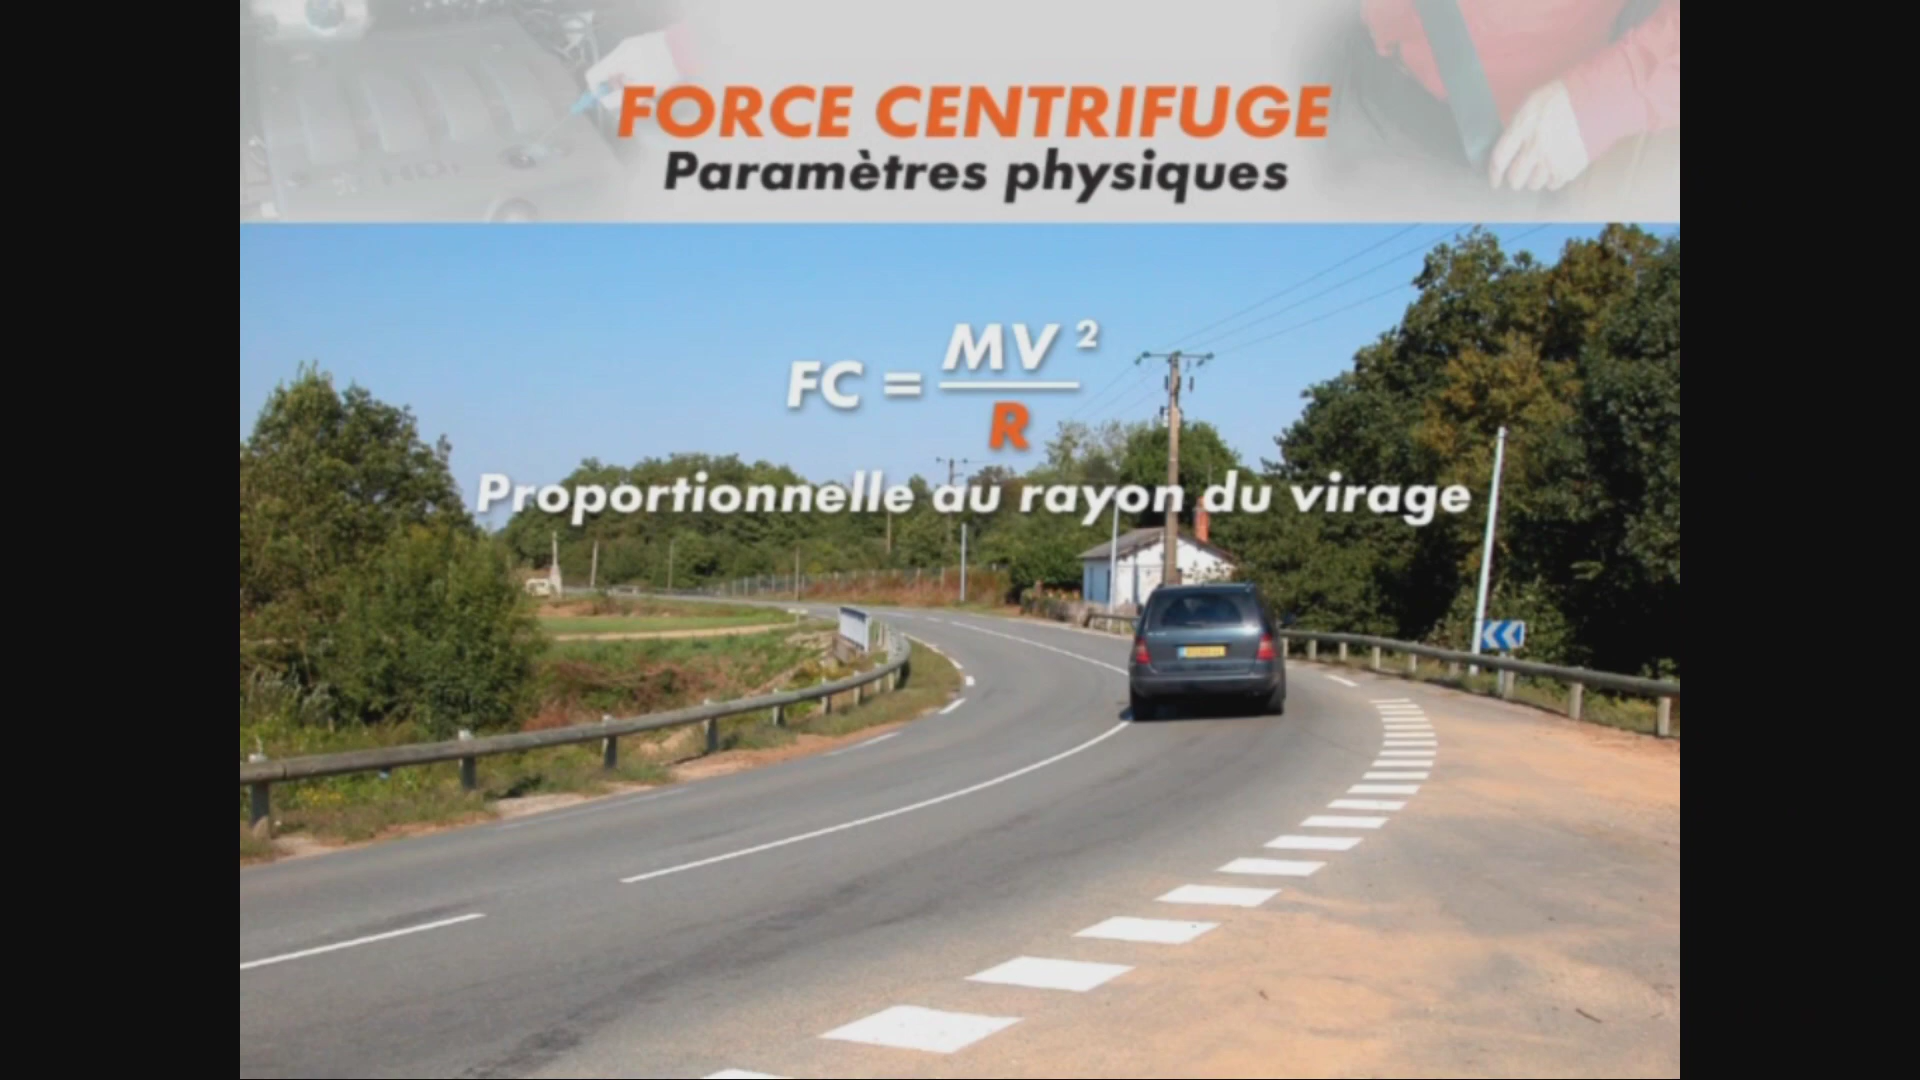 FORCE CENTRIFUGE
Paramètres physiques
FC = MV²
R
Proportionnelle au rayon du virage